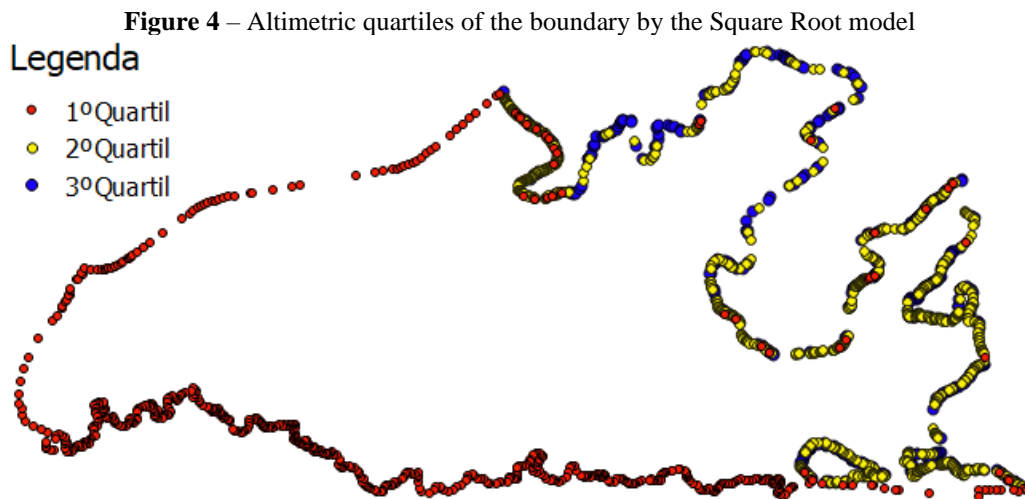 Figure 4 – Altimetric quartiles of the boundary by the Square Root model
Legenda
1ºQuartil
2ºQuartil
3ºQuartil